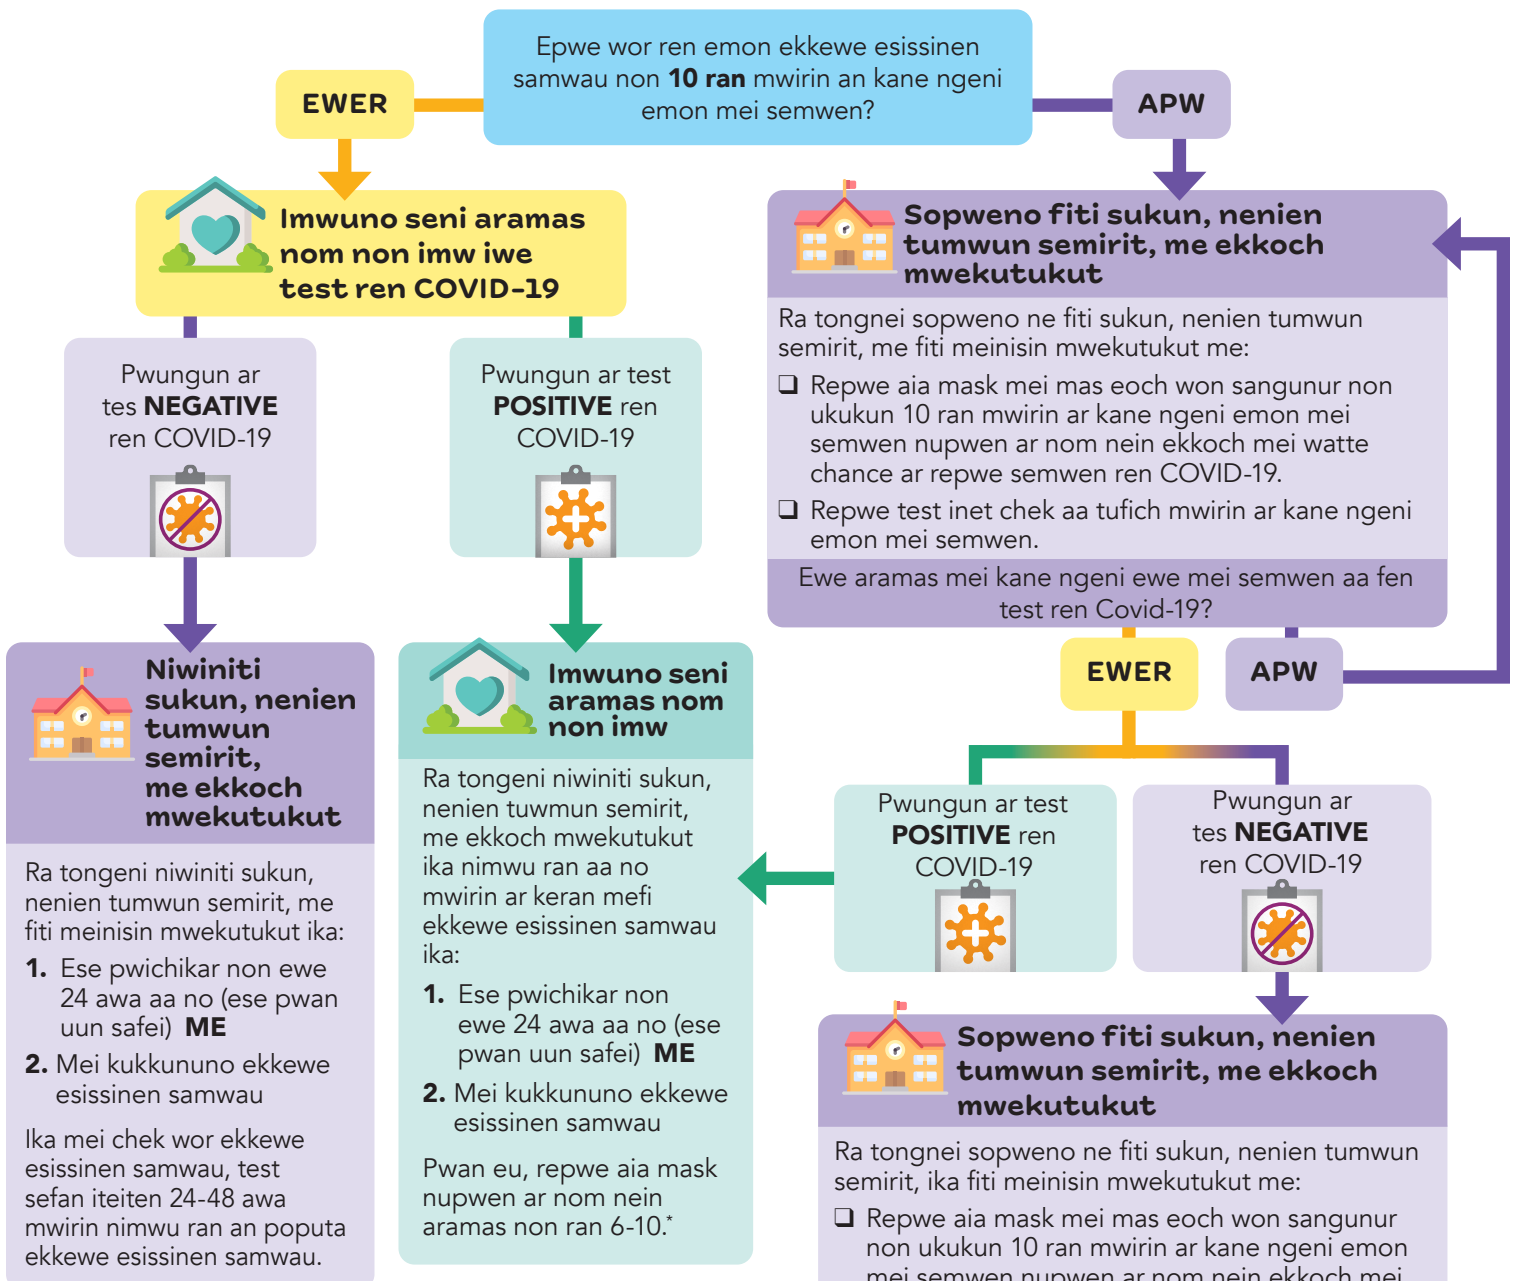 Epwe wor ren emon ekkewe esissinen
samwau non 10 ran mwirin an kane ngeni
emon mei semwen?
EWER
APW
Imwuno seni aramas
nom non imw iwe
test ren COVID-19
Pwungun ar
tes NEGATIVE
ren COVID-19
Pwungun ar test
POSITIVE ren
COVID-19
Niwiniti
sukun, nenien
tumwun
semirit,
me ekkoch
mwekutukut
Ra tongeni niwiniti sukun,
nenien tumwun semirit, me
fiti meinisin mwekutukut ika:
1. Ese pwichikar non ewe
24 awa aa no (ese pwan
uun safei) ME
2. Mei kukkununo ekkewe
esissinen samwau
Ika mei chek wor ekkewe
esissinen samwau, test
sefan iteiten 24-48 awa
mwirin nimwu ran an poputa
ekkewe esissinen samwau.
Imwuno seni
aramas nom
non imw
Ra tongeni niwiniti sukun,
nenien tuwmun semirit,
me ekkoch mwekutukut
ika nimwu ran aa no
mwirin ar keran mefi
ekkewe esissinen samwau
ika:
1. Ese pwichikar non
ewe 24 awa aa no (ese
pwan uun safei) ME
2. Mei kukkununo ekkewe
esissinen samwau
Pwan eu, repwe aia mask
nupwen ar nom nein
aramas non ran 6-10.*
Sopweno fiti sukun, nenien
tumwun semirit, me ekkoch
mwekutukut
Ra tongnei sopweno ne fiti sukun, nenien tumwun
semirit, me fiti meinisin mwekutukut me:
❑ Repwe aia mask mei mas eoch won sangunur non
ukukun 10 ran mwirin ar kane ngeni emon mei
semwen nupwen ar nom nein ekkoch mei watte
chance ar repwe semwen ren COVID-19.
❑ Repwe test inet chek aa tufich mwirin ar kane ngeni
emon mei semwen.
Ewe aramas mei kane ngeni ewe mei semwen aa fen
test ren Covid-19?
EWER
APW
Pwungun ar test
POSITIVE ren
COVID-19
Pwungun ar
tes NEGATIVE
ren COVID-19
Sopweno fiti sukun, nenien
tumwun semirit, me ekkoch
mwekutukut
Ra tongnei sopweno ne fiti sukun, nenien tumwun
semirit, ika fiti meinisin mwekutukut me:
❑ Repwe aia mask mei mas eoch won sangunur
non ukukun 10 ran mwirin ar kane ngeni emon
mei semwen nupwen ar nom nein ekkoch mei